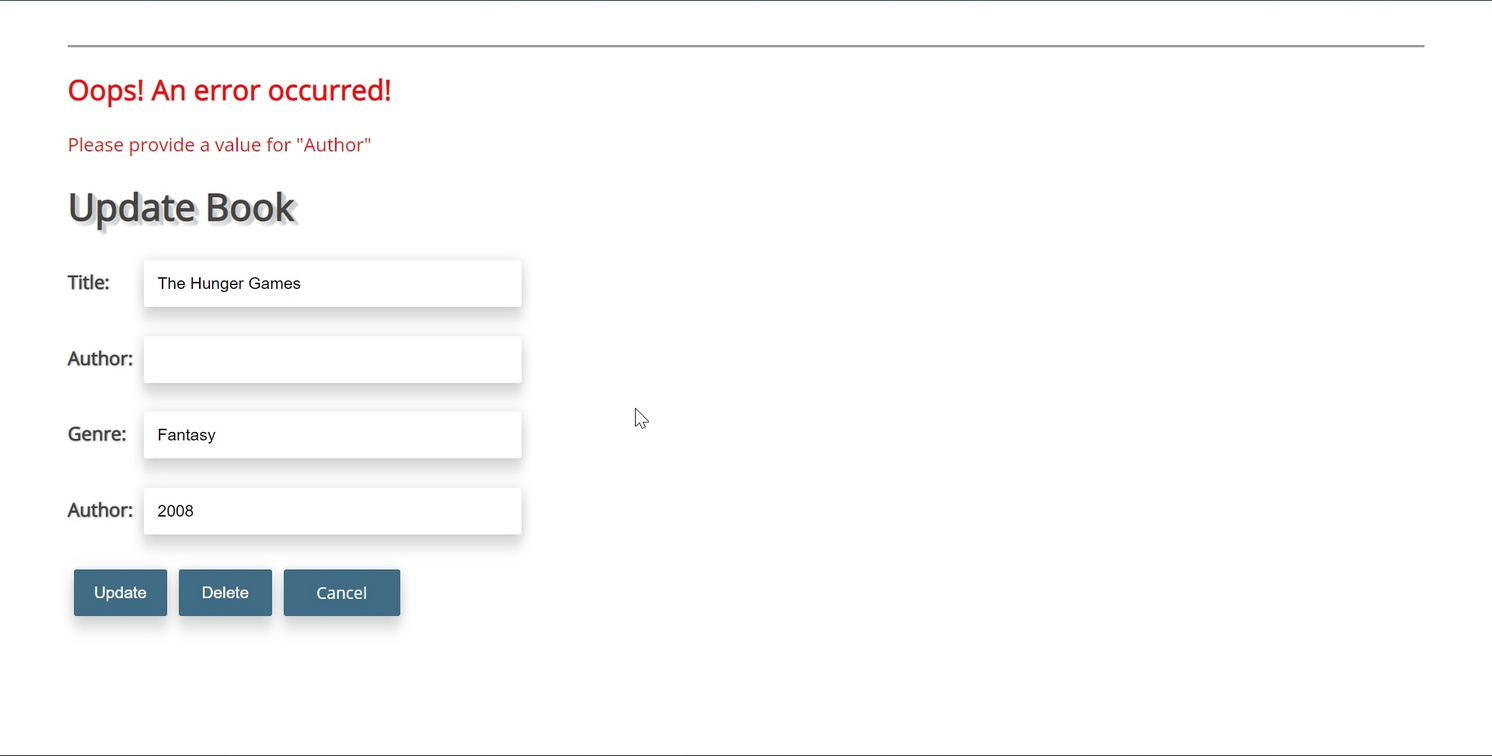 Oops! An error occurred!
Please provide a value for "Author"
Update Book
Title: The Hunger Games
Author:
Genre: Fantasy
Author: 2008
Update Delete Cancel